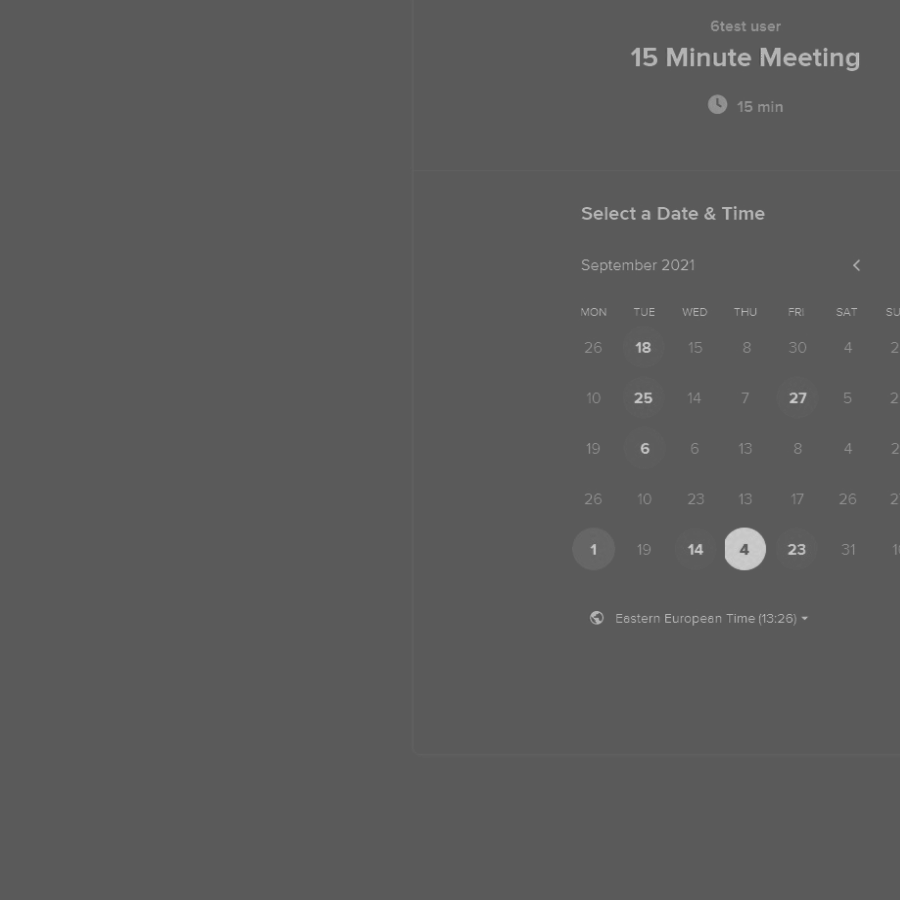 6test user
15 Minute Meeting
15 min
Select a Date & Time
September 2021
MON TUE WED THU FRI SAT SU
26 18 15 8 30 4 2
10 25 14 7 27 5 2
19 6 6 13 8 4 2
26 10 23 13 17 26 2
1 19 14 4 23 31 1
Eastern European Time (13:26)